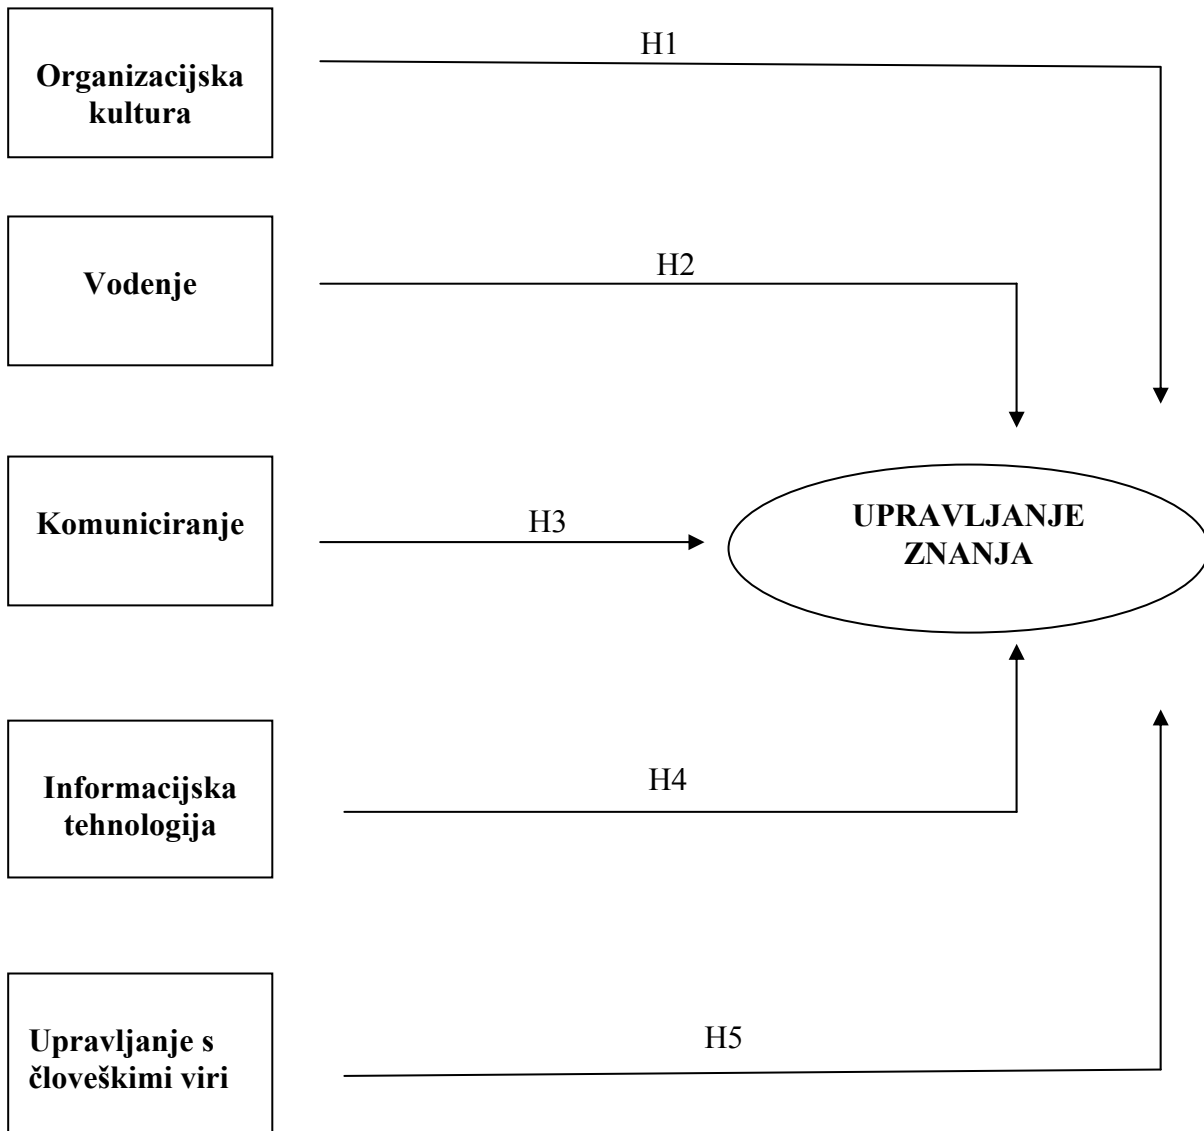 H1
Organizacijska
kultura
H2
Vodenje
H3
Komuniciranje
UPRAVLJANJE
ZNANJA
H4
Informacijska
tehnologija
H5
Upravljanje s
človeškimi viri